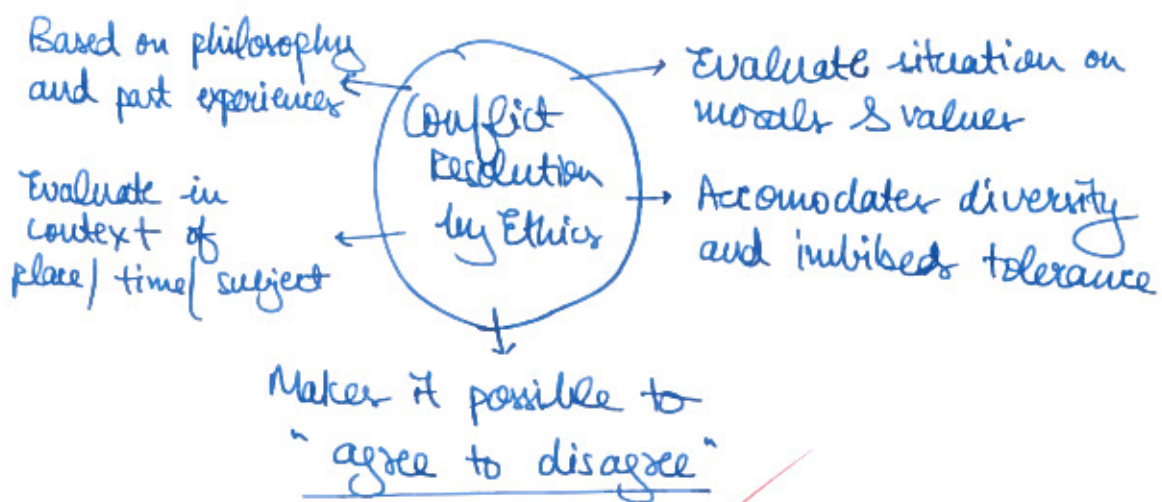 Based on philosophy
and past experiences
Conflict
Resolution
by Ethics
Evaluate situation on
morals & values
Evaluate in
context of
place/ time/ subject
Accomodates diversity
and imbibeds tolerance
Makes it possible to
"agree to disagree"